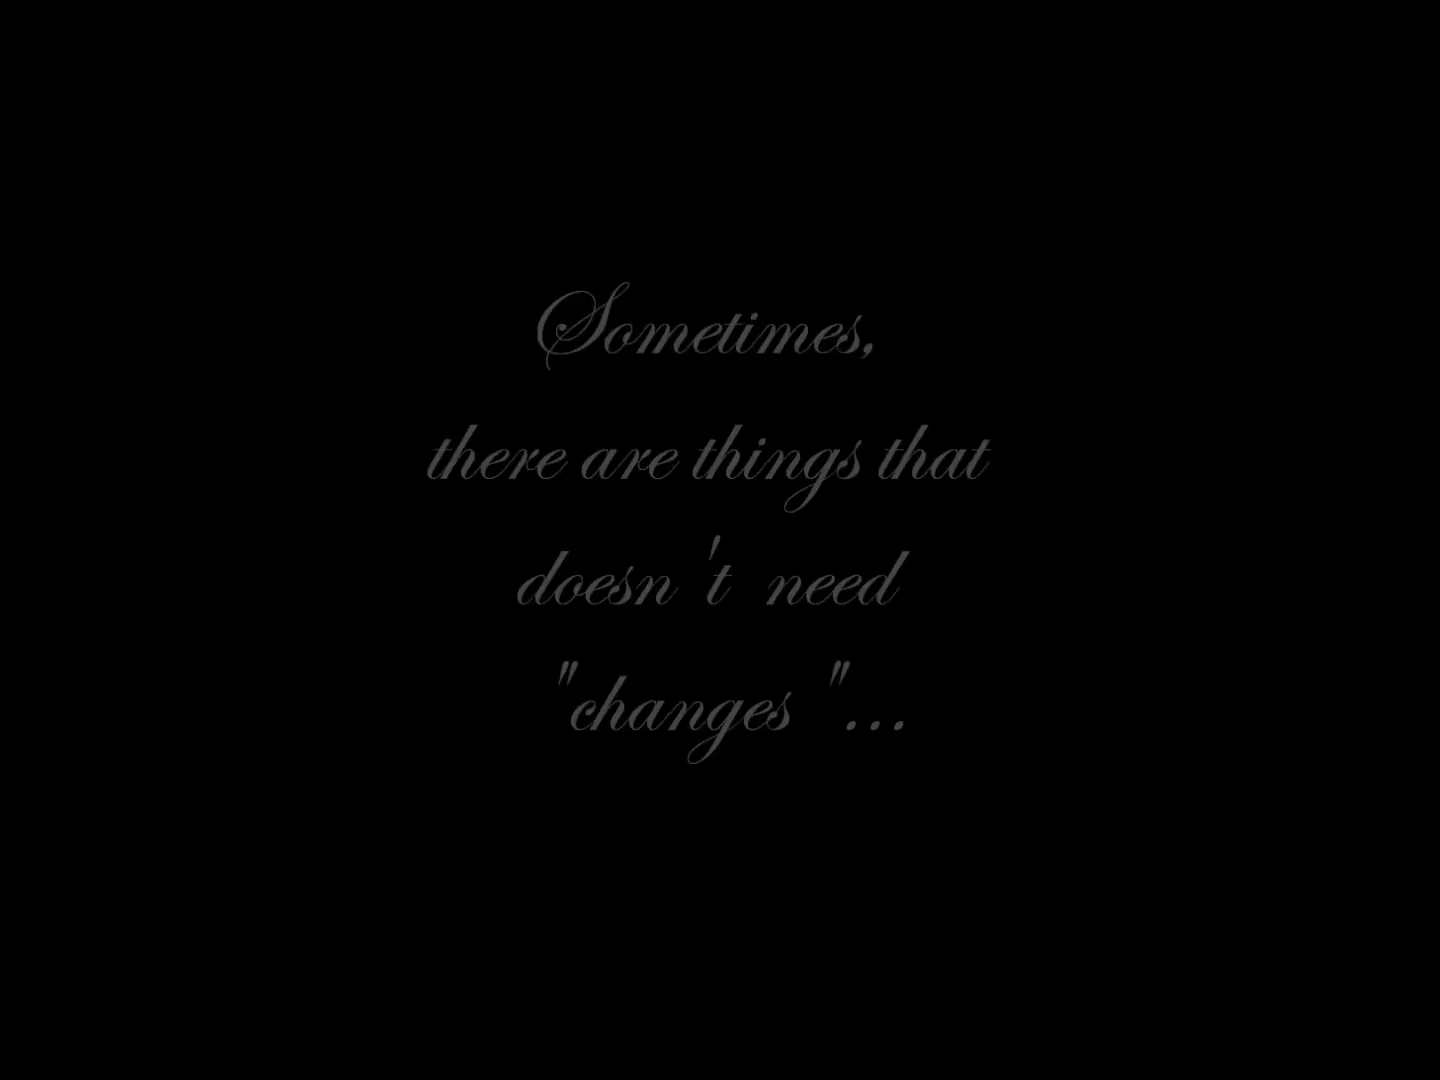 Sometimes,
there are things that
doesn't need
"changes"...